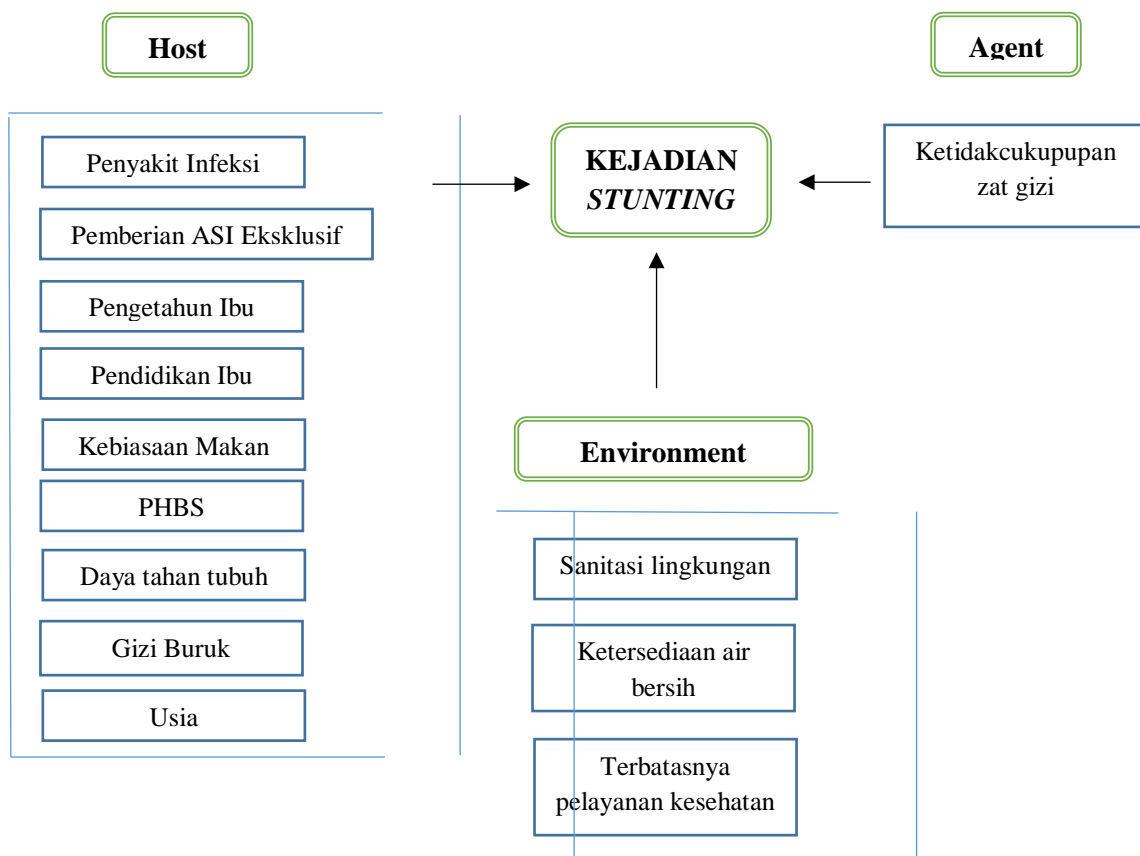 Host
Agent
Penyakit Infeksi
Pemberian ASI Eksklusif
Pengetahun Ibu
Pendidikan Ibu
Kebiasaan Makan
PHBS
Daya tahan tubuh
Gizi Buruk
Usia
KEJADIAN
STUNTING
Ketidakcukupupan
zat gizi
Environment
Sanitasi lingkungan
Ketersediaan air
bersih
Terbatasnya
pelayanan kesehatan